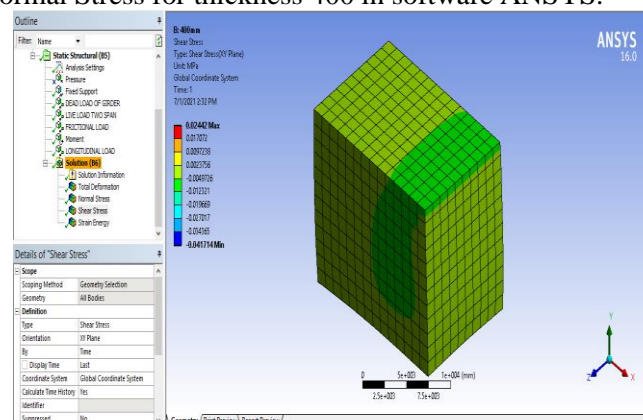 ormal Stress for thickness 400 in software ANSYS.
Outline
Filter: Name
Static Structural (B5)
Analysis Settings
Pressure
Fixed Support
DEAD LOAD OF GIRDER
LIVE LOAD TWO SPAN
FRICTIONAL LOAD
Moment
LONGITUDINAL LOAD
Solution (B6)
Solution Information
Total Deformation
Normal Stress
Shear Stress
Strain Energy
Details of "Shear Stress"
Scope
Scoping Method Geometry Selection
Geometry All Bodies
Definition
Type Shear Stress
Orientation XY Plane
By Time
Display Time Last
Coordinate System Global Coordinate System
Calculate Time History Yes
Identifier
Suppressed No
B: 400mm
Shear Stress
Type: Shear Stress(XY Plane)
Unit: MPa
Global Coordinate System
Time: 1
7/1/2021 2:32 PM
0.02442 Max
0.017072
0.0097238
0.0023756
-0.0049726
-0.012321
-0.019669
-0.027017
-0.034365
-0.041714 Min
ANSYS
16.0
0 5e+003 1e+004 (mm)
2.5e+003 7.5e+003
Y
Z X
Geometry Print Preview Report Preview